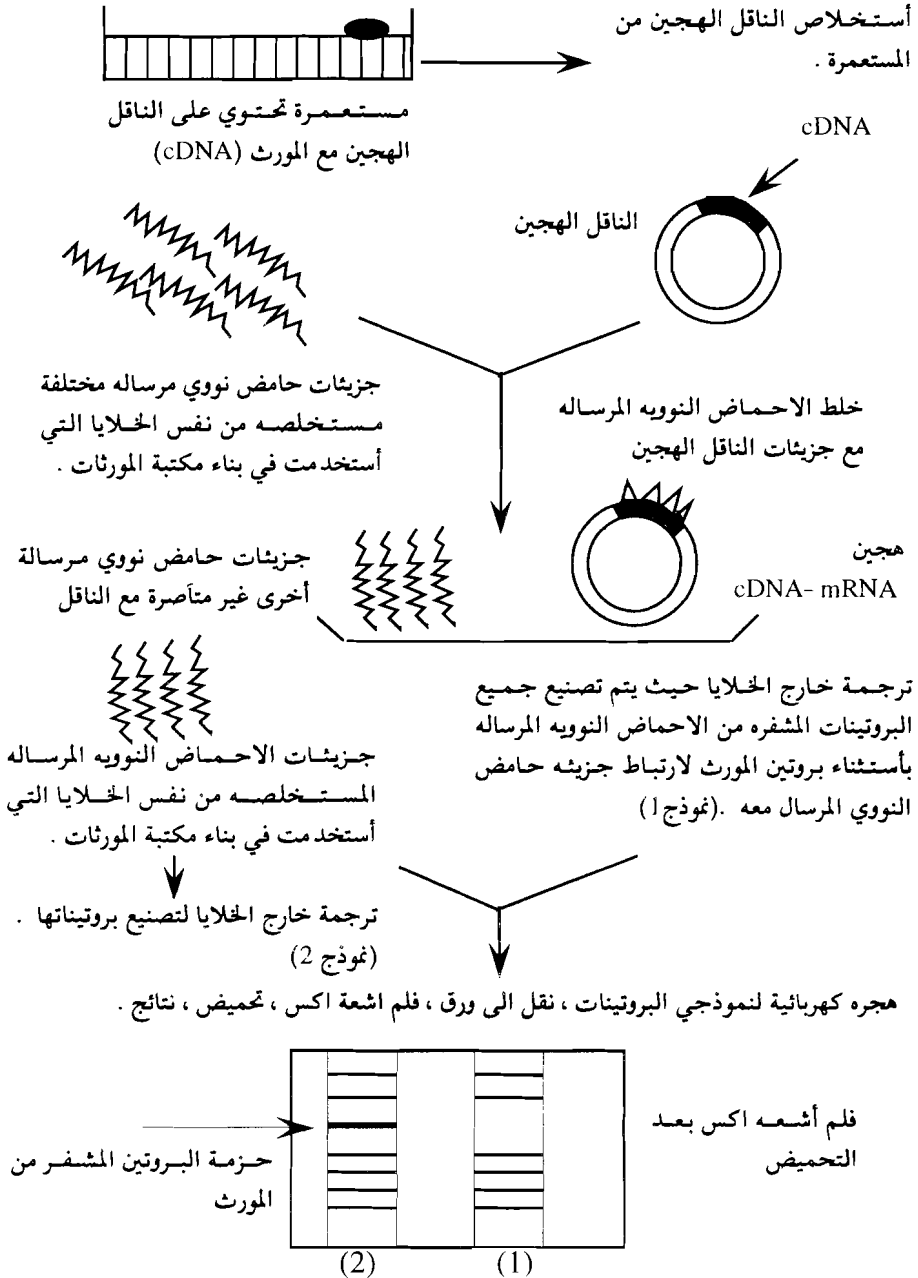 أستخلاص الناقل الهجين من
المستعمرة .
مستعمرة تحتوي على الناقل
الهجين مع المورث (cDNA)
cDNA
الناقل الهجين
جزيئات حامض نووي مرساله مختلفة
مستخلصه من نفس الخلايا التي
أستخدمت في بناء مكتبة المورثات .
خلط الاحماض النوويه المرساله
مع جزيئات الناقل الهجين
جزيئات حامض نووي مرسالة
أخرى غير متآصرة مع الناقل
هجين
cDNA- mRNA
ترجمة خارج الخلايا حيث يتم تصنيع جميع
البروتينات المشفره من الاحماض النوويه المرساله
بأستثناء بروتين المورث لارتباط جزيئه حامض
النووي المرسال معه .(نموذج1)
جزيئات الاحماض النوويه المرساله
المستخلصه من نفس الخلايا التي
أستخدمت في بناء مكتبة المورثات .
ترجمة خارج الخلايا لتصنيع بروتيناتها .
(نموذج 2)
هجره كهربائية لنموذجي البروتينات ، نقل الى ورق ، فلم اشعة اكس ، تحميض ، نتائج .
فلم أشعه اكس بعد
التحميض
حزمة البروتين المشفر من
المورث
(2)
(1)